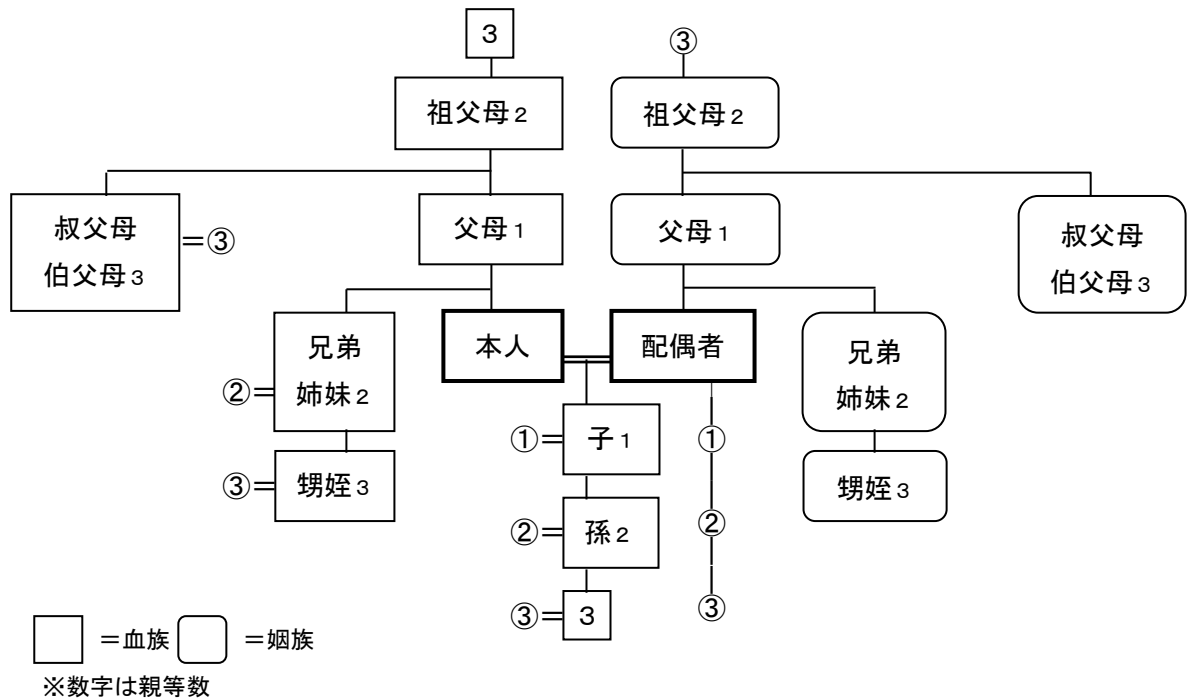 3
③
祖父母2
祖父母2
叔父母
伯父母3
=③
父母1
父母1
叔父母
伯父母3
兄弟
姉妹2
②=
本人
配偶者
兄弟
姉妹2
①=
子1
①
③=
甥姪3
甥姪3
②=
孫2
②
③=
3
③
=血族
=姻族
※数字は親等数